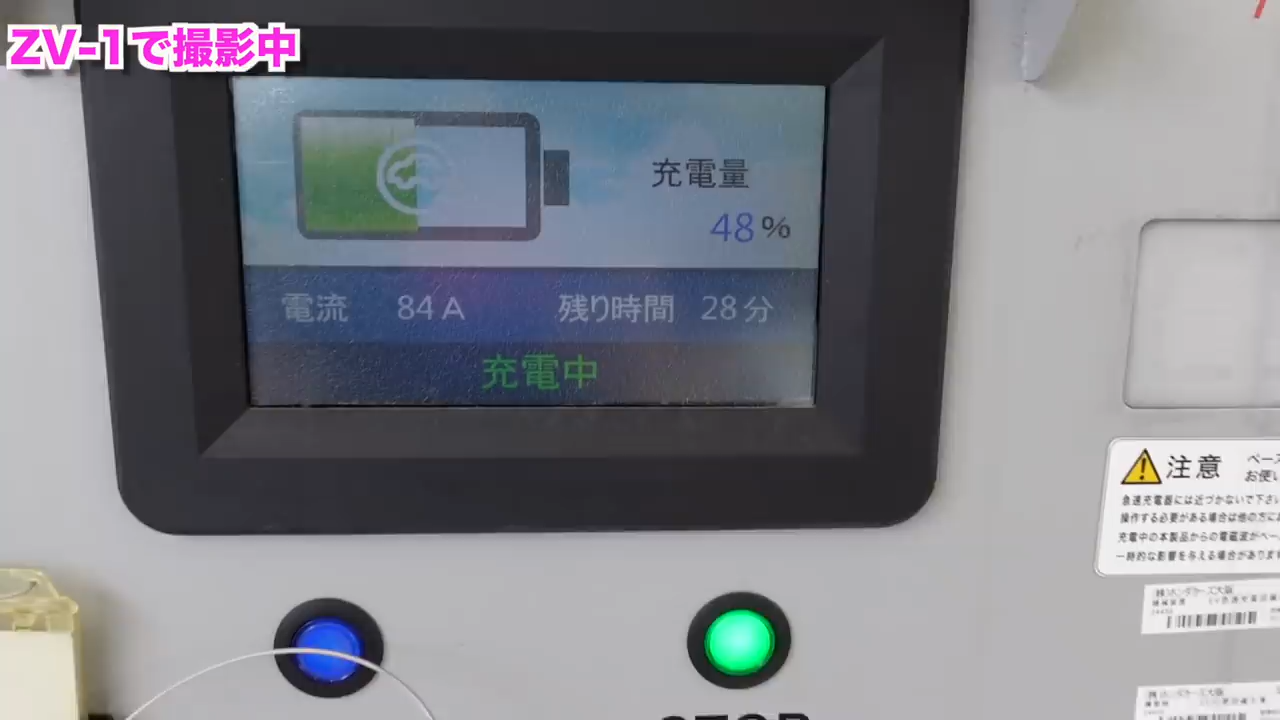 ZV-1で撮影中
充電量
48%
電流 84A 残り時間 28分
充電中
注意
急速充電器には近づかないで下さい
操作する必要がある場合は他の方に
充電中の本製品からの電磁波がペー
一時的な影響を与える場合があります
STOP